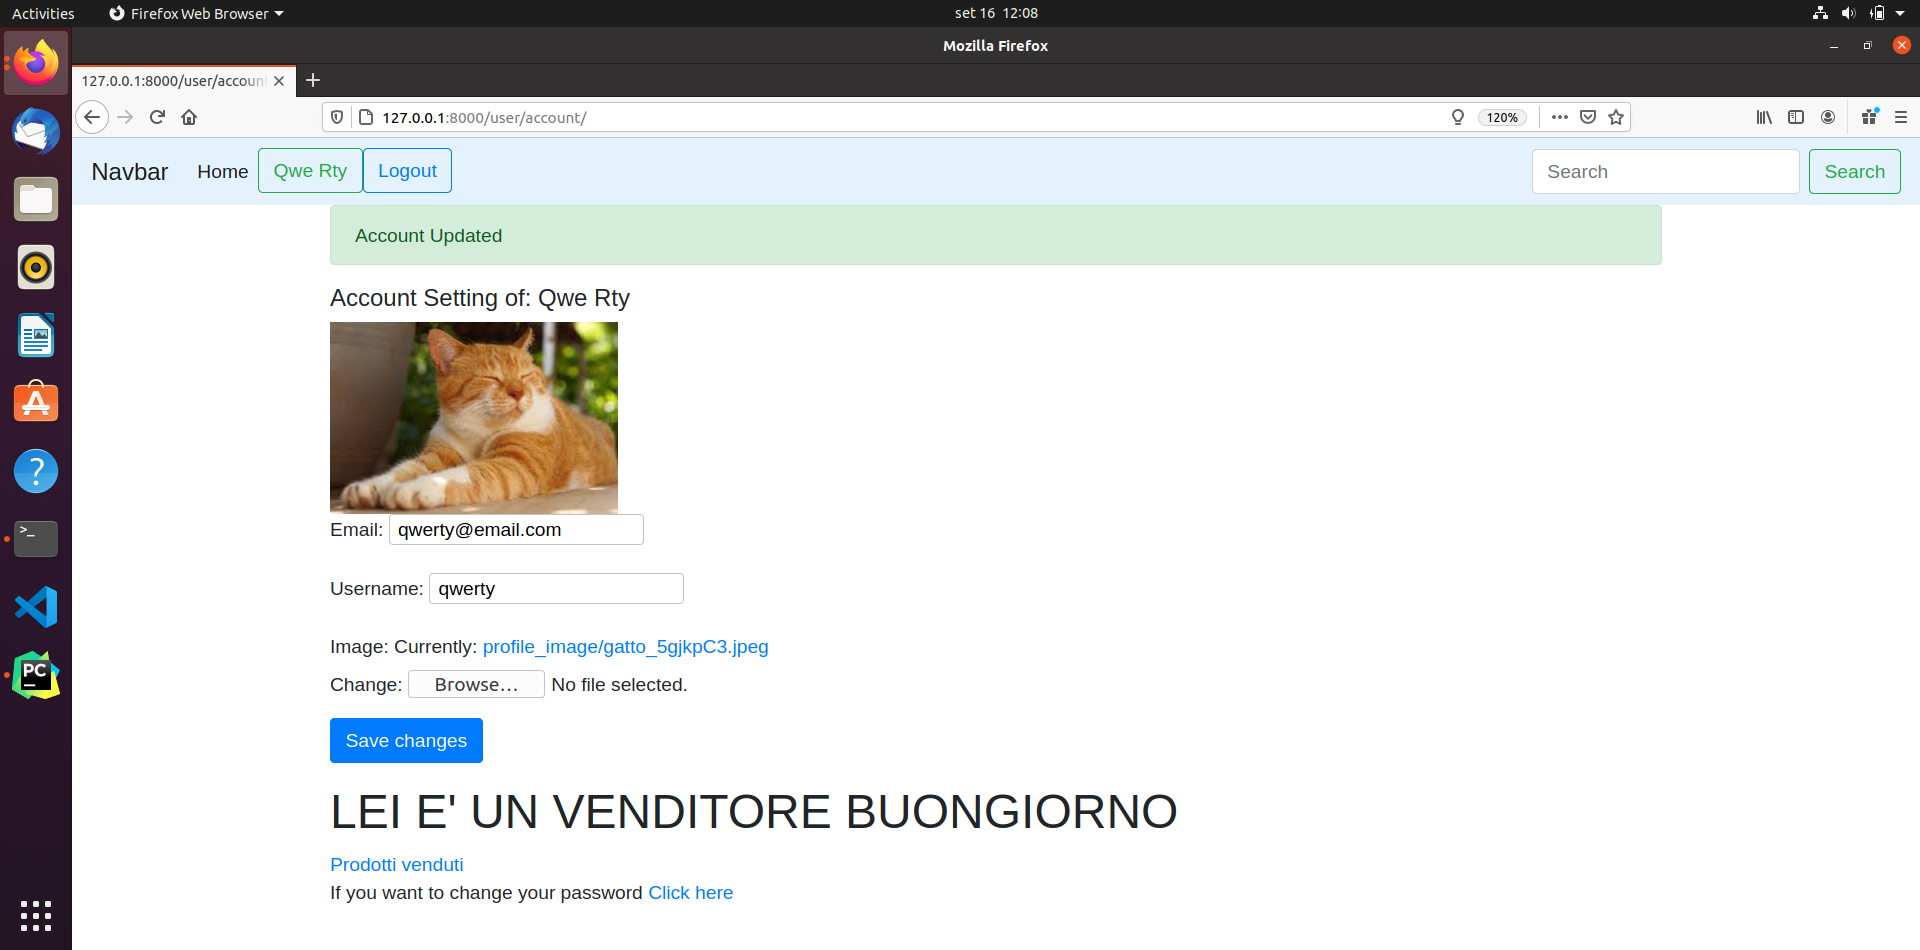 Activities
Firefox Web Browser
set 16 12:08
Mozilla Firefox
127.0.0.1:8000/user/accoun
127.0.0.1:8000/user/account/
120%
Navbar
Home
Qwe Rty
Logout
Search
Search
Account Updated
Account Setting of: Qwe Rty
Email: qwerty@email.com
Username: qwerty
Image: Currently: profile_image/gatto_5gjkpC3.jpeg
Change: Browse... No file selected.
Save changes
LEI E' UN VENDITORE BUONGIORNO
Prodotti venduti
If you want to change your password Click here
>_
?
PC